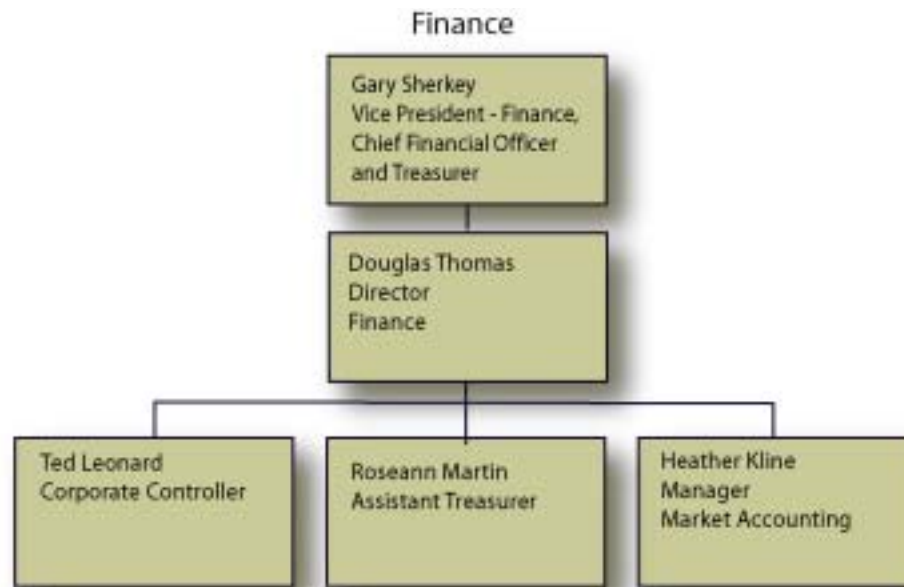 Finance
Gary Sherkey
Vice President - Finance,
Chief Financial Officer
and Treasurer
Douglas Thomas
Director
Finance
Ted Leonard
Corporate Controller
Roseann Martin
Assistant Treasurer
Heather Kline
Manager
Market Accounting